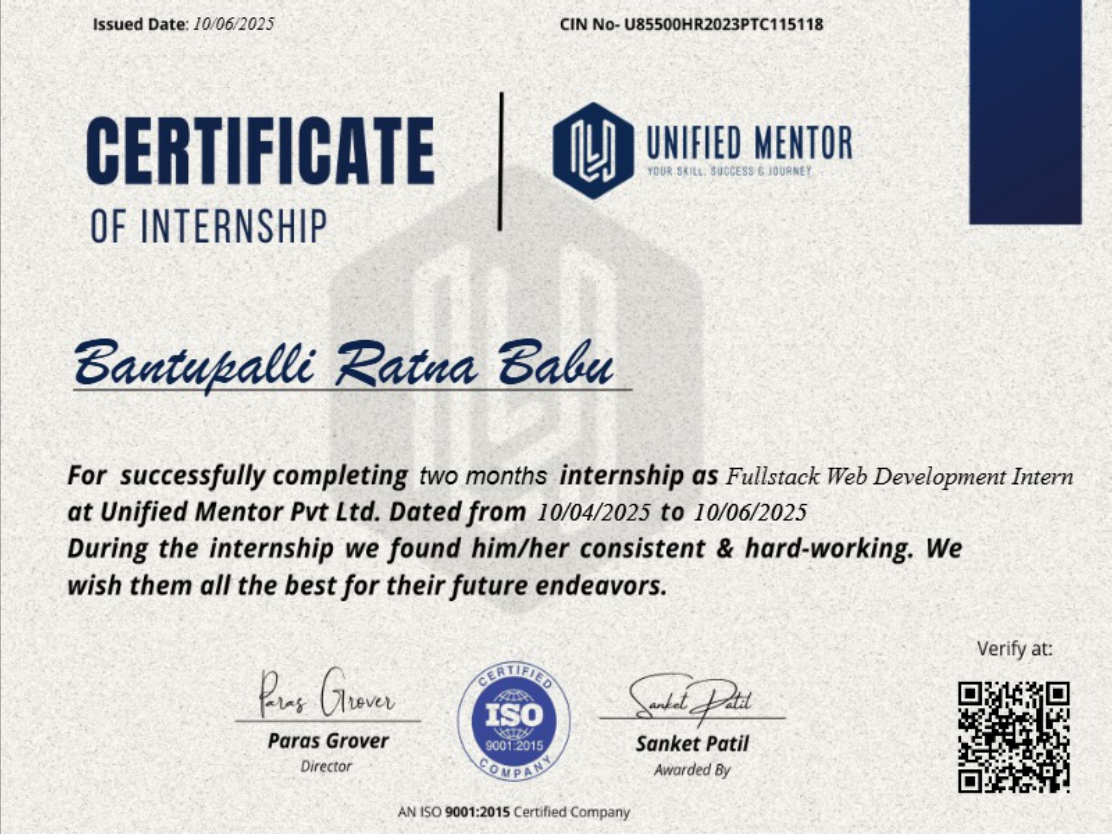 Issued Date: 10/06/2025
CIN No- U85500HR2023PTC115118
CERTIFICATE
OF INTERNSHIP
UNIFIED MENTOR
YOUR SKILL, SUCCESS & JOURNEY
Bantupalli Ratna Babu
For successfully completing two months internship as Fullstack Web Development Intern
at Unified Mentor Pvt Ltd. Dated from 10/04/2025 to 10/06/2025
During the internship we found him/her consistent & hard-working. We
wish them all the best for their future endeavors.
Verify at:
Paras Grover
Paras Grover
Director
CERTIFIED
ISO
9001:2015
COMPANY
Sanket Patil
Sanket Patil
Awarded By
AN ISO 9001:2015 Certified Company